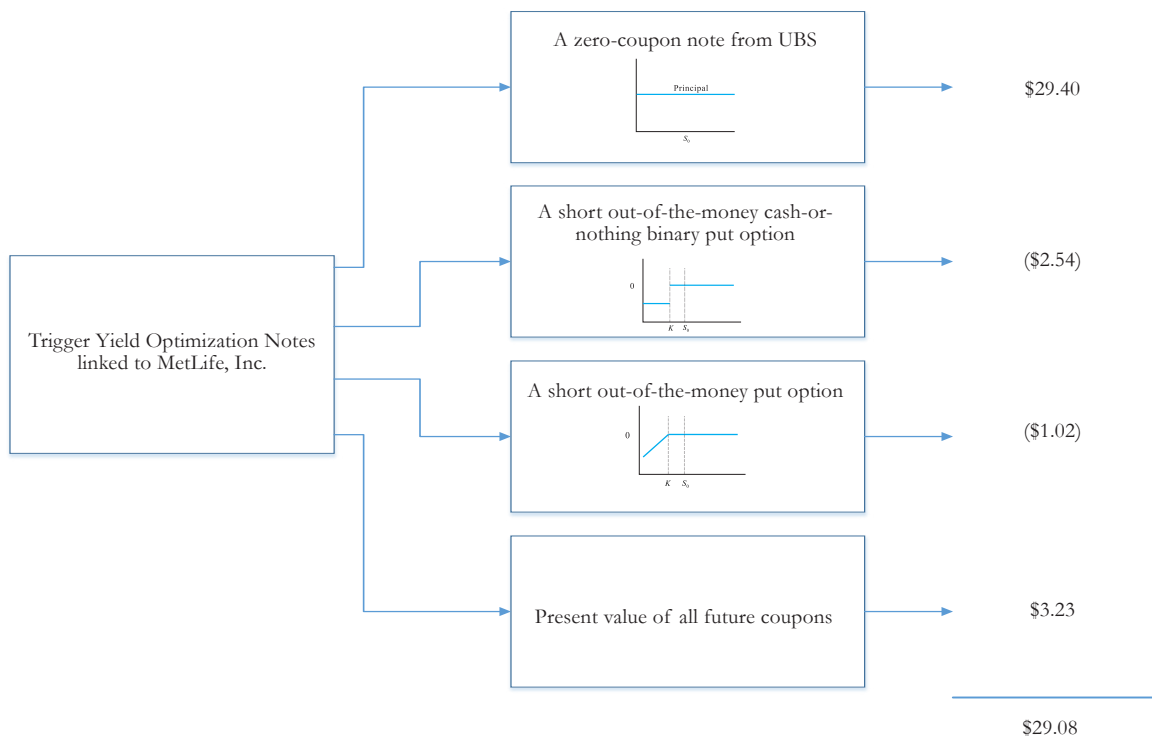 A zero-coupon note from UBS
Principal
S₀
$29.40
A short out-of-the-money cash-or-
nothing binary put option
0
K
S₀
($2.54)
Trigger Yield Optimization Notes
linked to MetLife, Inc.
A short out-of-the-money put option
0
K
S₀
($1.02)
Present value of all future coupons
$3.23
$29.08